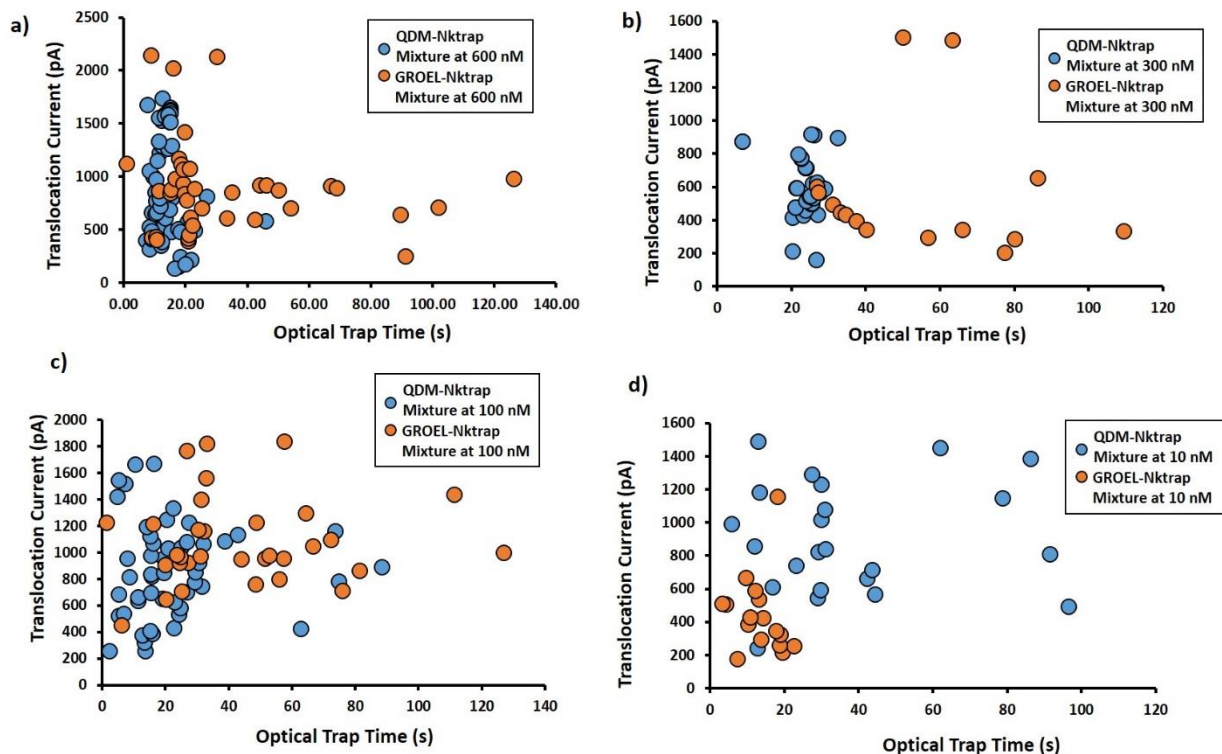 a)
2500
2000
1500
1000
500
0
0.00
20.00
40.00
60.00
80.00
100.00
120.00
140.00
Translocation Current (pA)
Optical Trap Time (s)
QDM-Nktrap
Mixture at 600 nM
GROEL-Nktrap
Mixture at 600 nM
b)
1600
1400
1200
1000
800
600
400
200
0
0
20
40
60
80
100
120
Translocation Current (pA)
Optical Trap Time (s)
QDM-Nktrap
Mixture at 300 nM
GROEL-Nktrap
Mixture at 300 nM
c)
2000
1800
1600
1400
1200
1000
800
600
400
200
0
0
20
40
60
80
100
120
140
Translocation Current (pA)
Optical Trap Time (s)
QDM-Nktrap
Mixture at 100 nM
GROEL-Nktrap
Mixture at 100 nM
d)
1600
1400
1200
1000
800
600
400
200
0
0
20
40
60
80
100
120
Translocation Current (pA)
Optical Trap Time (s)
QDM-Nktrap
Mixture at 10 nM
GROEL-Nktrap
Mixture at 10 nM